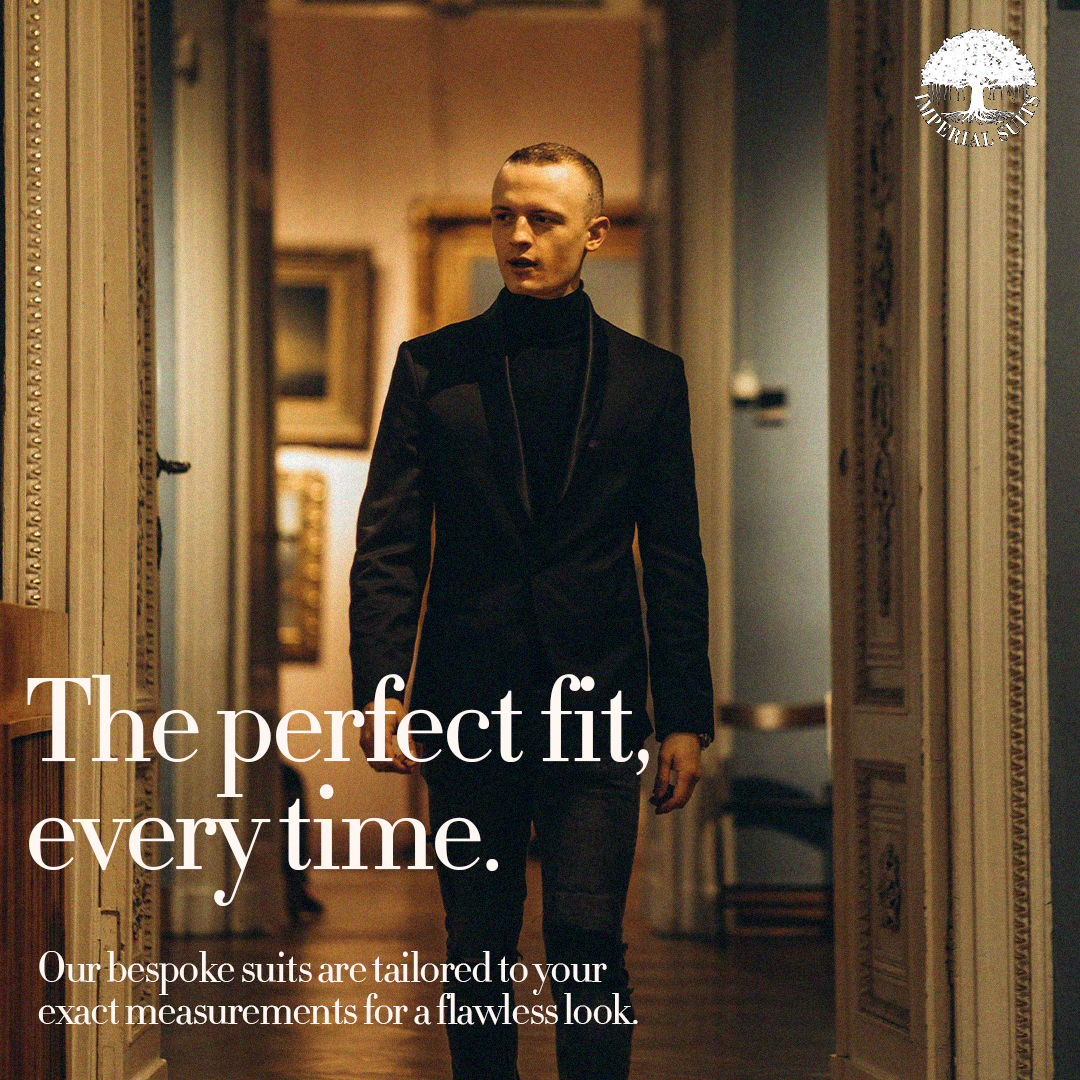 IMPERIAL SUITS
The perfect fit,
every time.
Our bespoke suits are tailored to your
exact measurements for a flawless look.